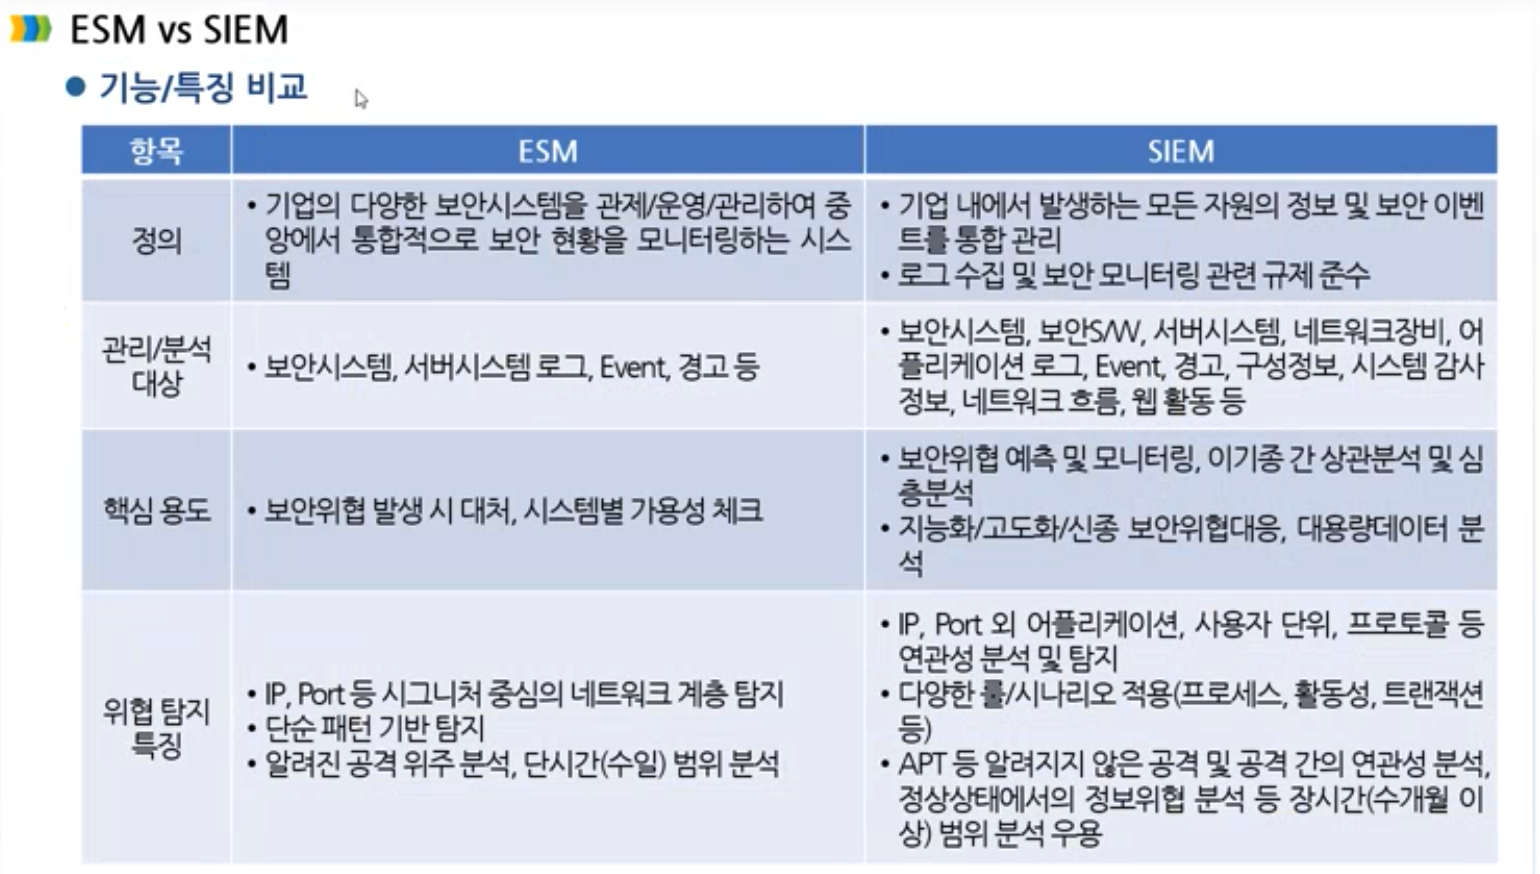 ESM vs SIEM
기능/특징 비교
항목
ESM
SIEM
정의
• 기업의 다양한 보안시스템을 관제/운영/관리하여 중
앙에서 통합적으로 보안 현황을 모니터링하는 시스
템
• 기업 내에서 발생하는 모든 자원의 정보 및 보안 이벤
트를 통합 관리
• 로그 수집 및 보안 모니터링 관련 규제 준수
관리/분석
대상
• 보안시스템, 서버시스템 로그, Event, 경고 등
• 보안시스템, 보안S/W, 서버시스템, 네트워크장비, 어
플리케이션 로그, Event, 경고, 구성정보, 시스템 감사
정보, 네트워크 흐름, 웹 활동 등
핵심 용도
• 보안위협 발생 시 대처, 시스템별 가용성 체크
• 보안위협 예측 및 모니터링, 이기종 간 상관분석 및 심
층분석
• 지능화/고도화/신종 보안위협대응, 대용량데이터 분
석
위협 탐지
특징
• IP, Port 등 시그니처 중심의 네트워크 계층 탐지
• 단순 패턴 기반 탐지
• 알려진 공격 위주 분석, 단시간(수일) 범위 분석
• IP, Port 외 어플리케이션, 사용자 단위, 프로토콜 등
연관성 분석 및 탐지
• 다양한 룰/시나리오 적용(프로세스, 활동성, 트랜잭션
등)
• APT 등 알려지지 않은 공격 및 공격 간의 연관성 분석,
정상상태에서의 정보위협 분석 등 장시간(수개월 이
상) 범위 분석 우용